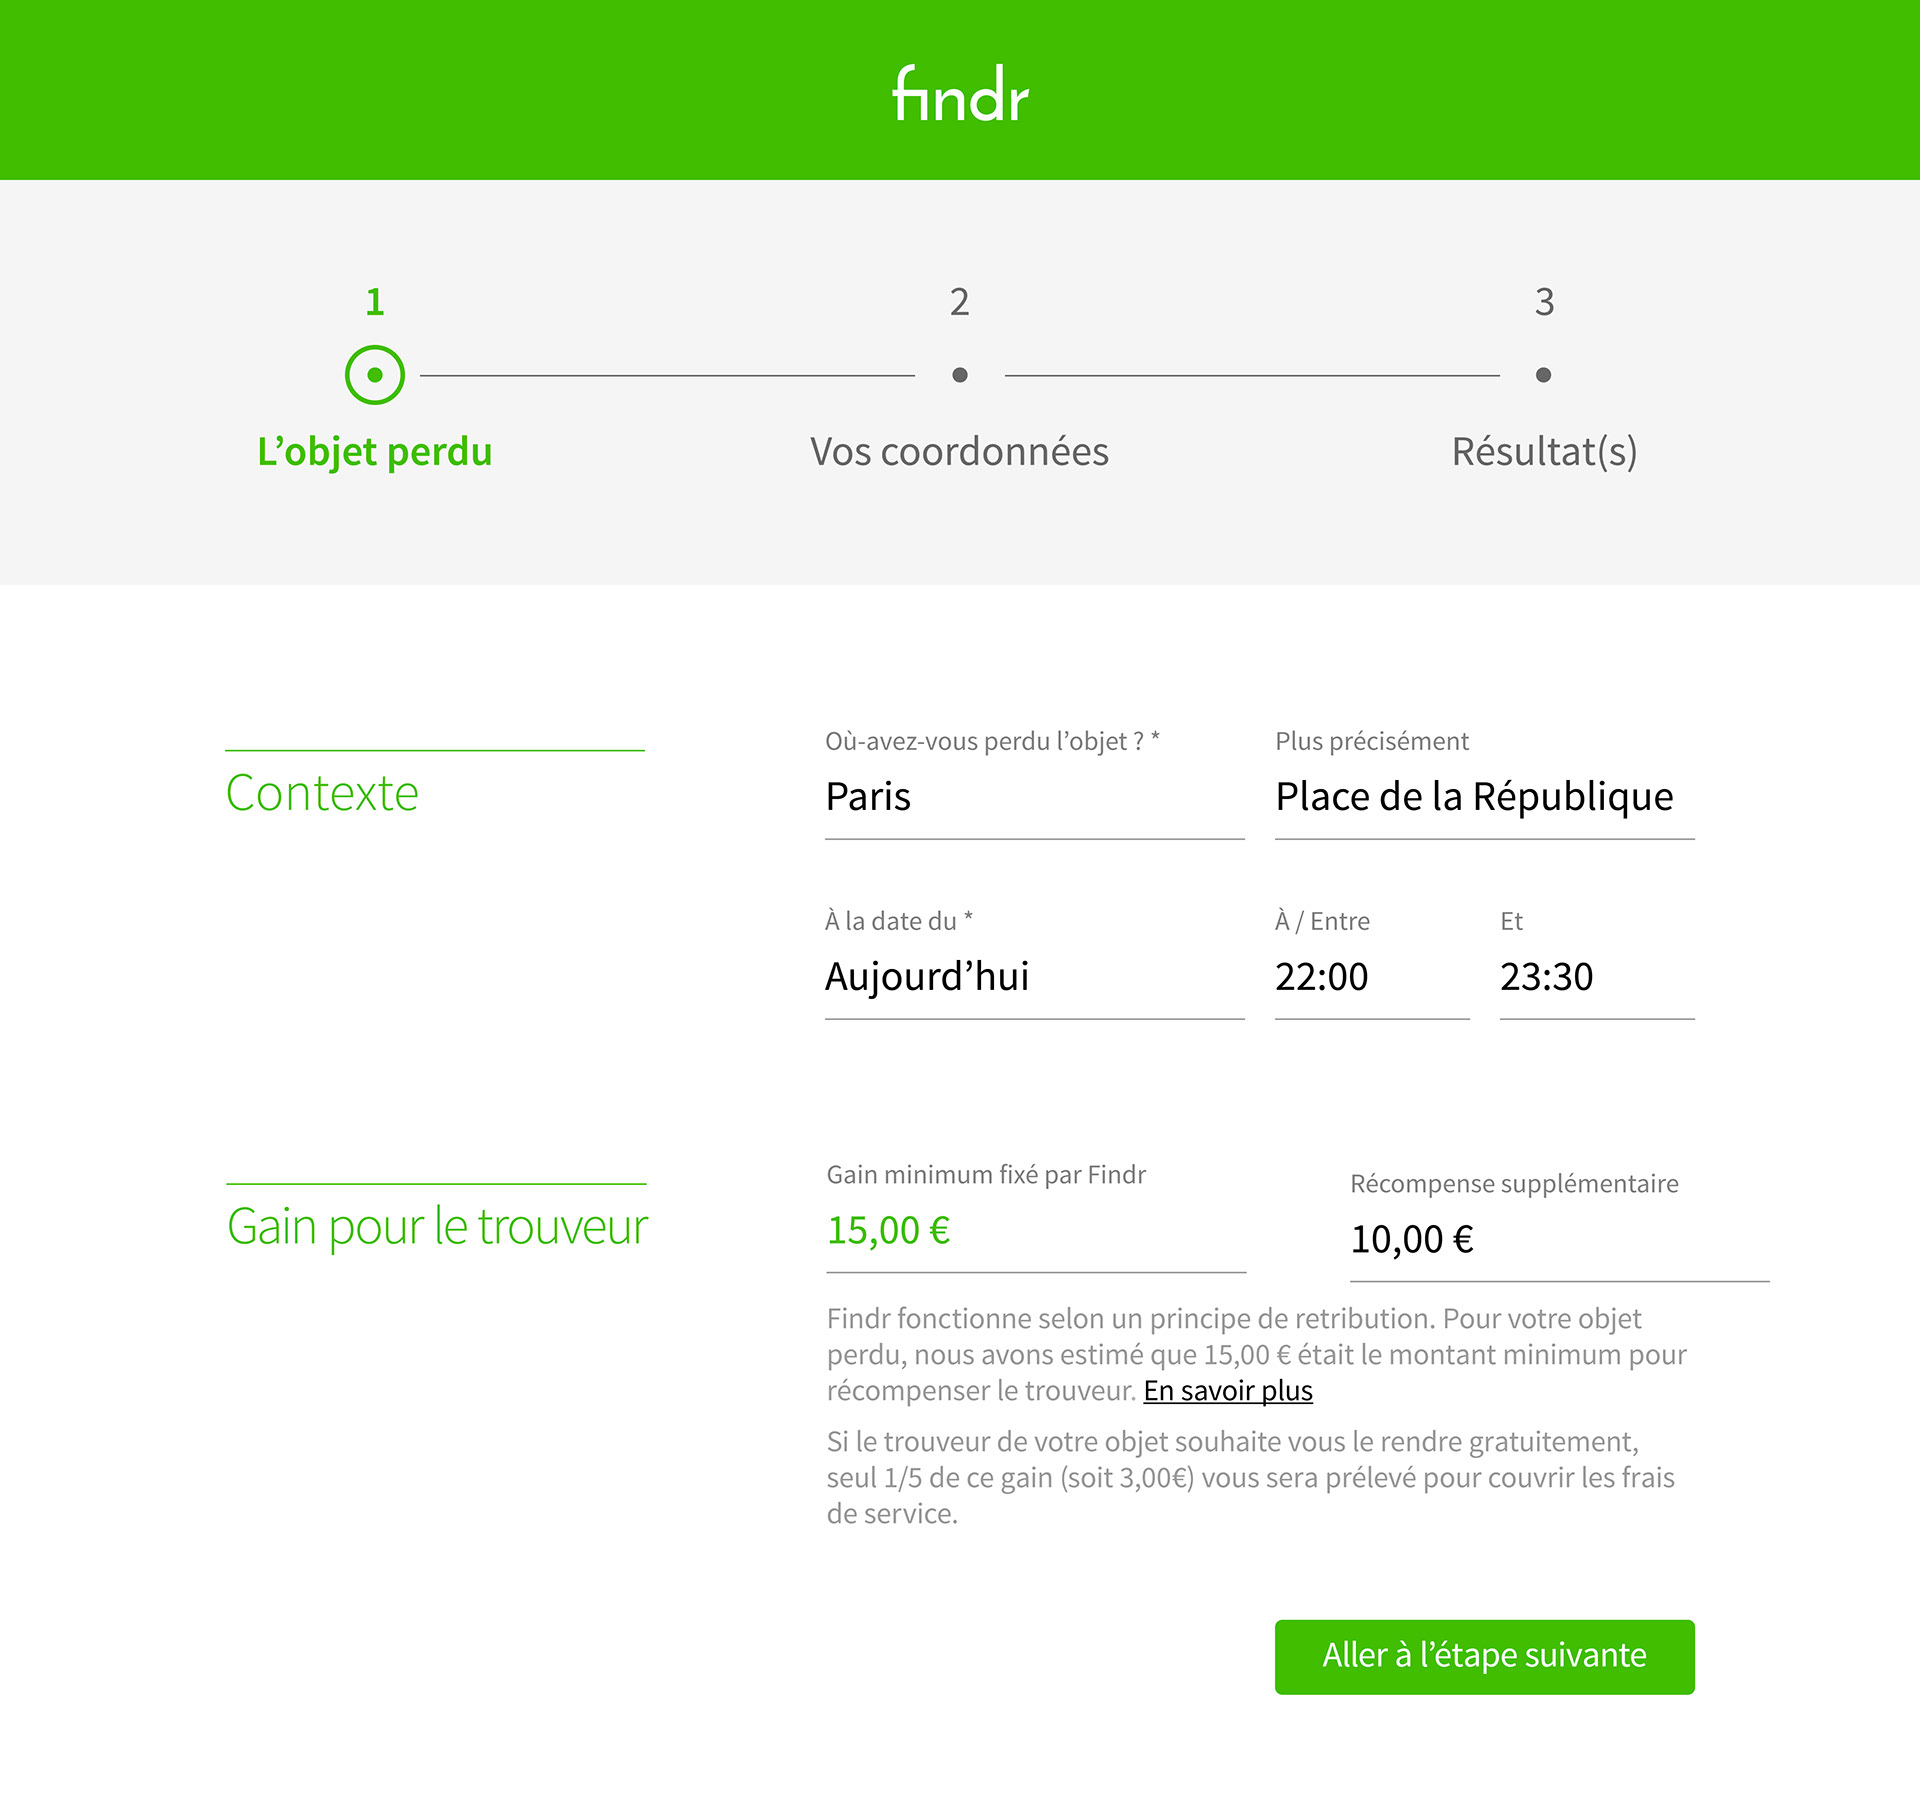 findr
1
2
3
L’objet perdu
Vos coordonnées
Résultat(s)
Contexte
Où-avez-vous perdu l’objet ? *
Plus précisément
Paris
Place de la République
À la date du *
À / Entre
Et
Aujourd’hui
22:00
23:30
Gain pour le trouveur
Gain minimum fixé par Findr
Récompense supplémentaire
15,00 €
10,00 €
Findr fonctionne selon un principe de retribution. Pour votre objet
perdu, nous avons estimé que 15,00 € était le montant minimum pour
récompenser le trouveur. En savoir plus
Si le trouveur de votre objet souhaite vous le rendre gratuitement,
seul 1/5 de ce gain (soit 3,00€) vous sera prélevé pour couvrir les frais
de service.
Aller à l’étape suivante